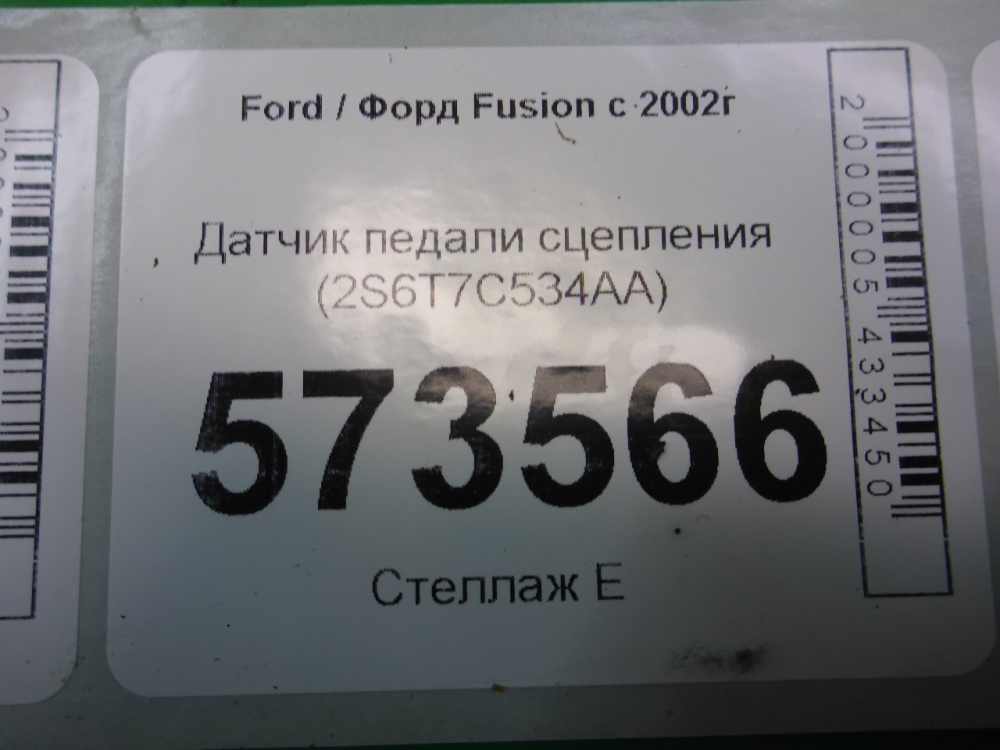 Ford / Форд Fusion с 2002г
Датчик педали сцепления
(2S6T7C534AA)
573566
Стеллаж Е
2000005433450